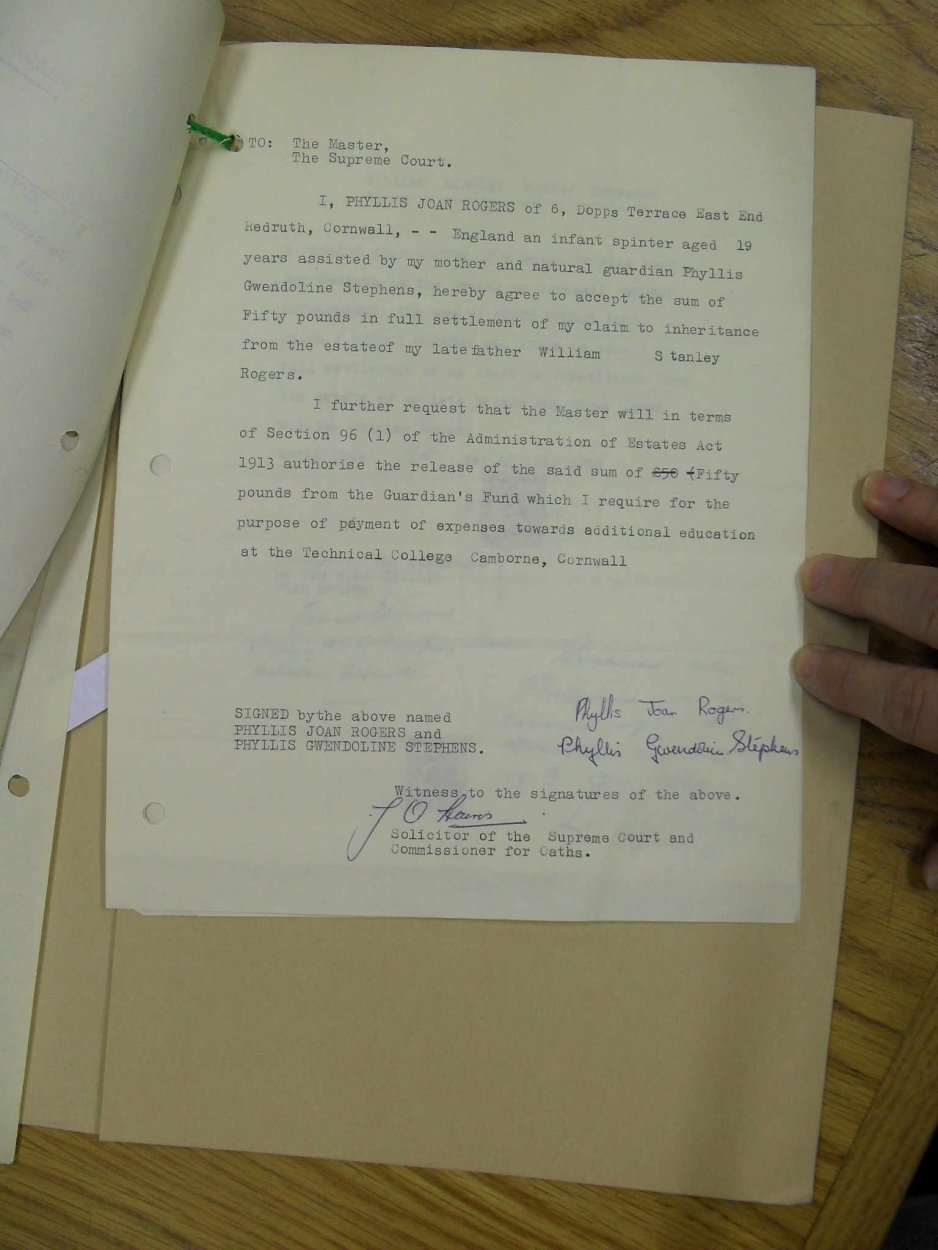 TO: The Master,
The Supreme Court.
I, PHYLLIS JOAN ROGERS of 6, Dopps Terrace East End
Redruth, Cornwall, - - England an infant spinter aged 19
years assisted by my mother and natural guardian Phyllis
Gwendoline Stephens, hereby agree to accept the sum of
Fifty pounds in full settlement of my claim to inheritance
from the estateof my late father William S tanley
Rogers.
I further request that the Master will in terms
of Section 96 (1) of the Administration of Estates Act
1913 authorise the release of the said sum of £50 (Fifty
pounds from the Guardian's Fund which I require for the
purpose of payment of expenses towards additional education
at the Technical College Camborne, Cornwall
SIGNED bythe above named
PHYLLIS JOAN ROGERS and
PHYLLIS GWENDOLINE STEPHENS.
Phyllis Joan Rogers.
Phyllis Gwendolin Stephens
Witness to the signatures of the above.
Solicitor of the Supreme Court and
Commissioner for Oaths.